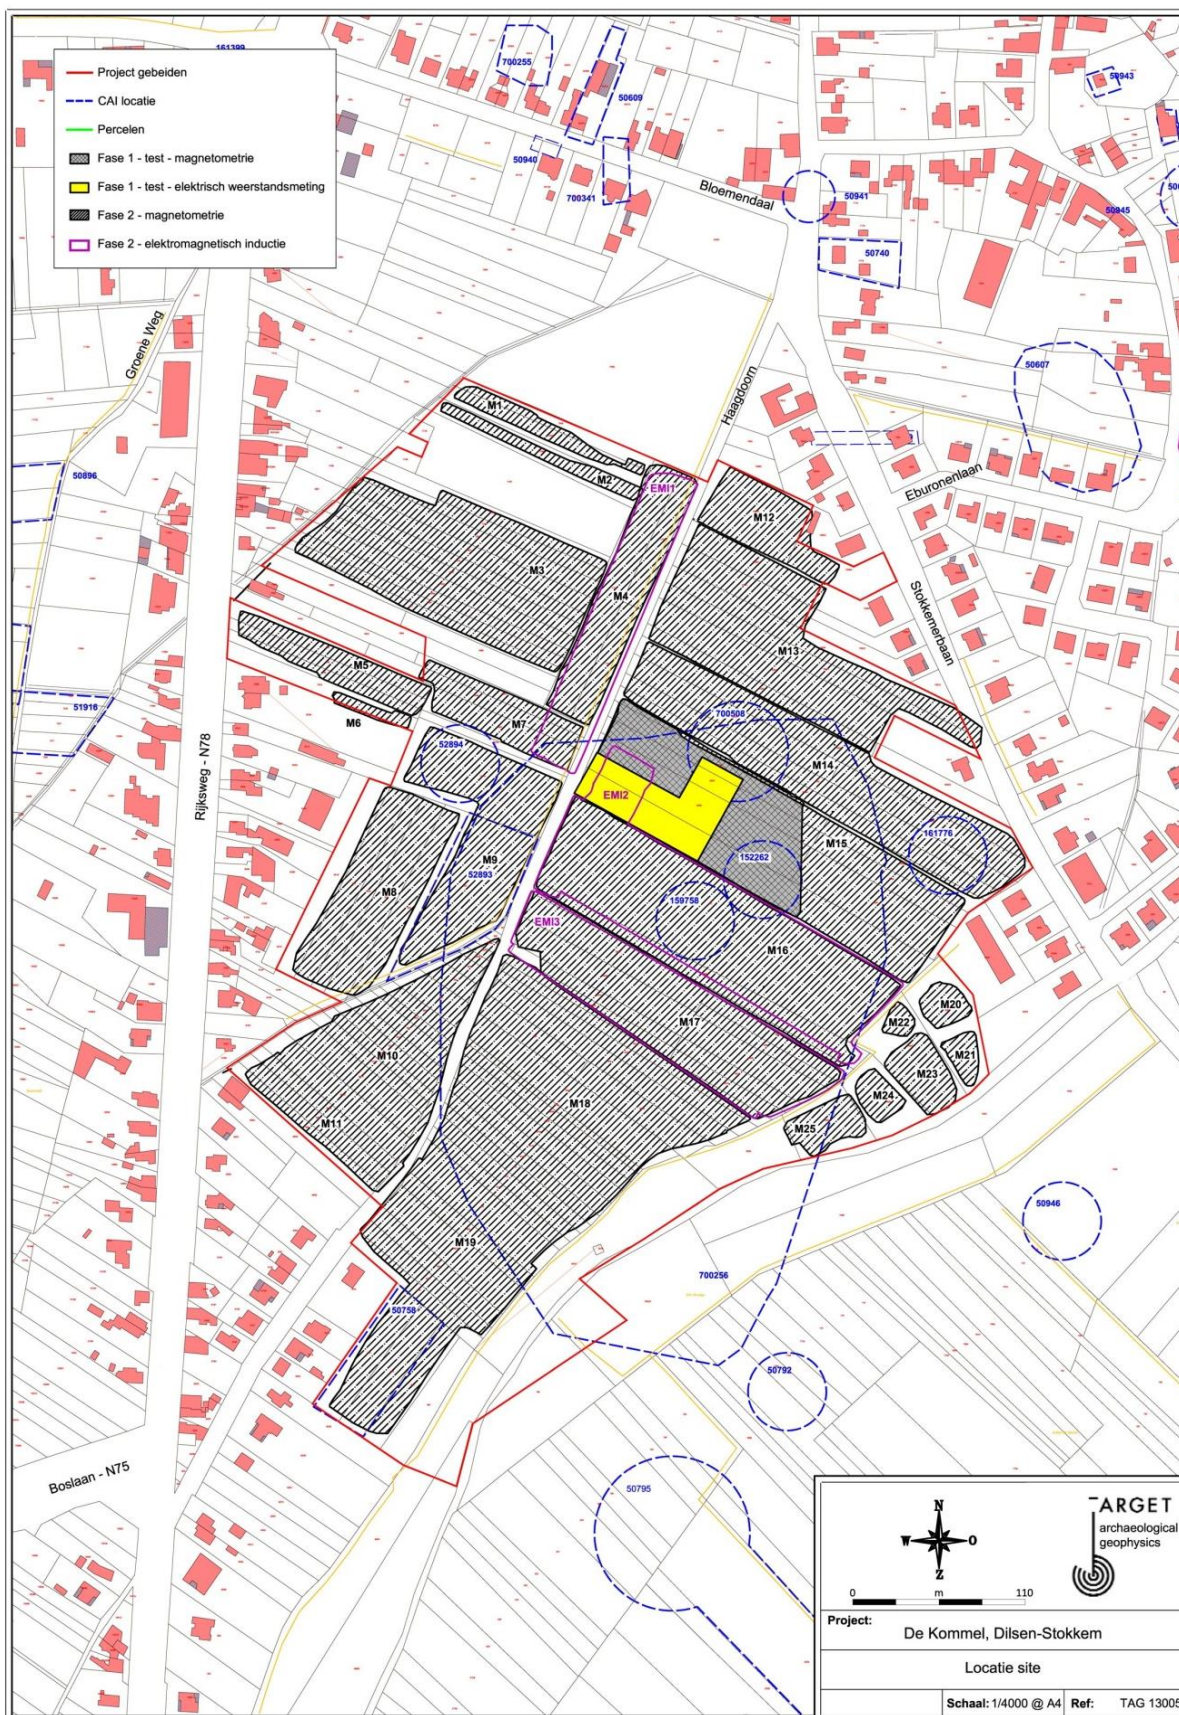 161399
Project gebeiden
CAI locatie
Percelen
Fase 1 - test - magnetometrie
Fase 1 - test - elektrisch weerstandsmeting
Fase 2 - magnetometrie
Fase 2 - elektromagnetisch inductie
700255
50609
50943
50940
700341
Bloemendaal
50941
50945
50740
Groene Weg
50607
Haagdoorn
M1
50896
M2
EMI1
Eburonenlaan
M12
M3
M4
Stokkemerbaan
M13
M5
51916
M6
M7
700508
52894
M14
Rijksweg - N78
EMI2
161776
M15
M9
152262
52893
M8
159758
EMI3
M16
M20
M17
M22
M10
M21
M23
M18
M24
M11
M25
50946
M19
700256
50758
50792
Boslaan - N75
50795
N
W
O
Z
TARGET
archaeological
geophysics
0 m 110
Project:
De Kommel, Dilsen-Stokkem
Locatie site
Schaal: 1/4000 @ A4 Ref: TAG 13005